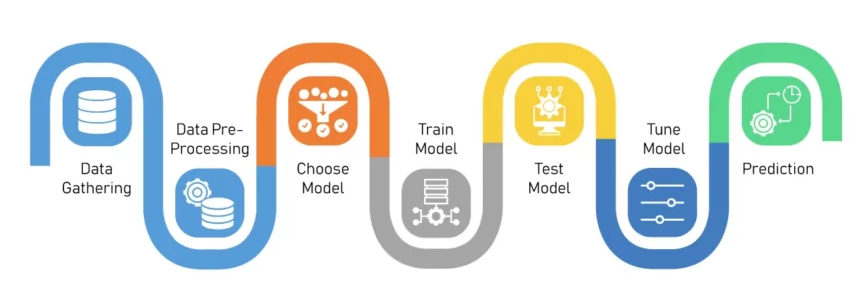 Data
Gathering
Data Pre-
Processing
Choose
Model
Train
Model
Test
Model
Tune
Model
Prediction